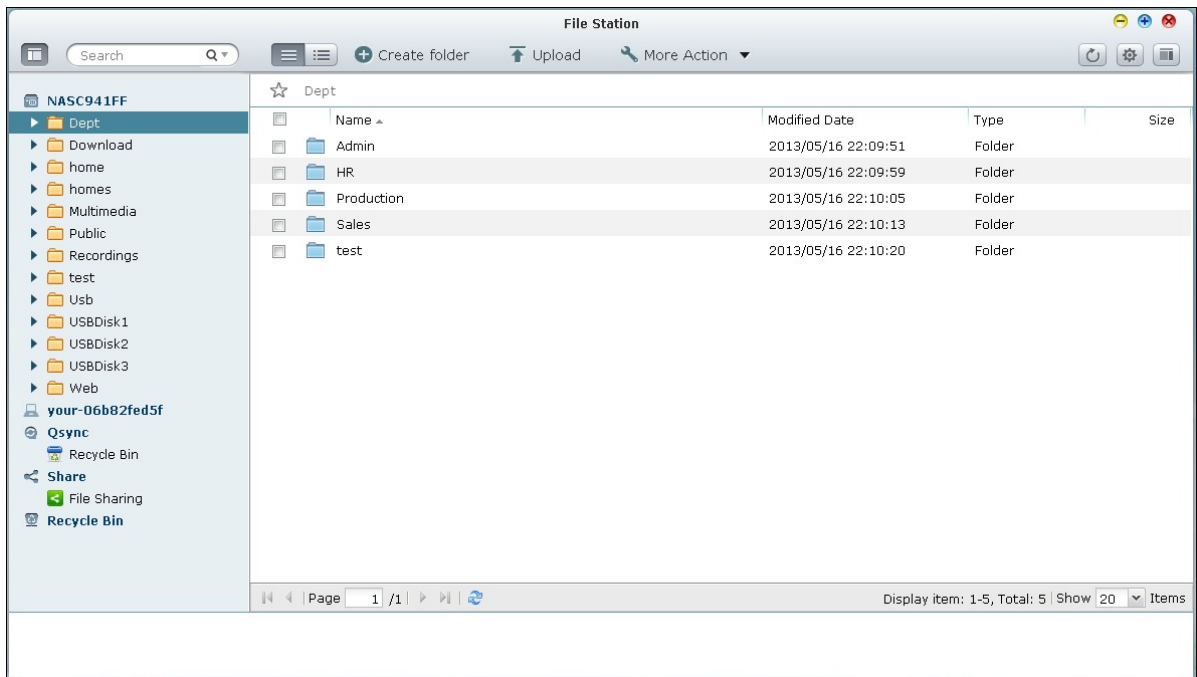 File Station
Search
Create folder
Upload
More Action
NASC941FF
Dept
Download
home
homes
Multimedia
Public
Recordings
test
Usb
USBDisk1
USBDisk2
USBDisk3
Web
your-06b82fed5f
Qsync
Recycle Bin
Share
File Sharing
Recycle Bin
Dept
Name Modified Date Type Size
Admin 2013/05/16 22:09:51 Folder
HR 2013/05/16 22:09:59 Folder
Production 2013/05/16 22:10:05 Folder
Sales 2013/05/16 22:10:13 Folder
test 2013/05/16 22:10:20 Folder
Page 1 /1 Display item: 1-5, Total: 5 Show 20 Items